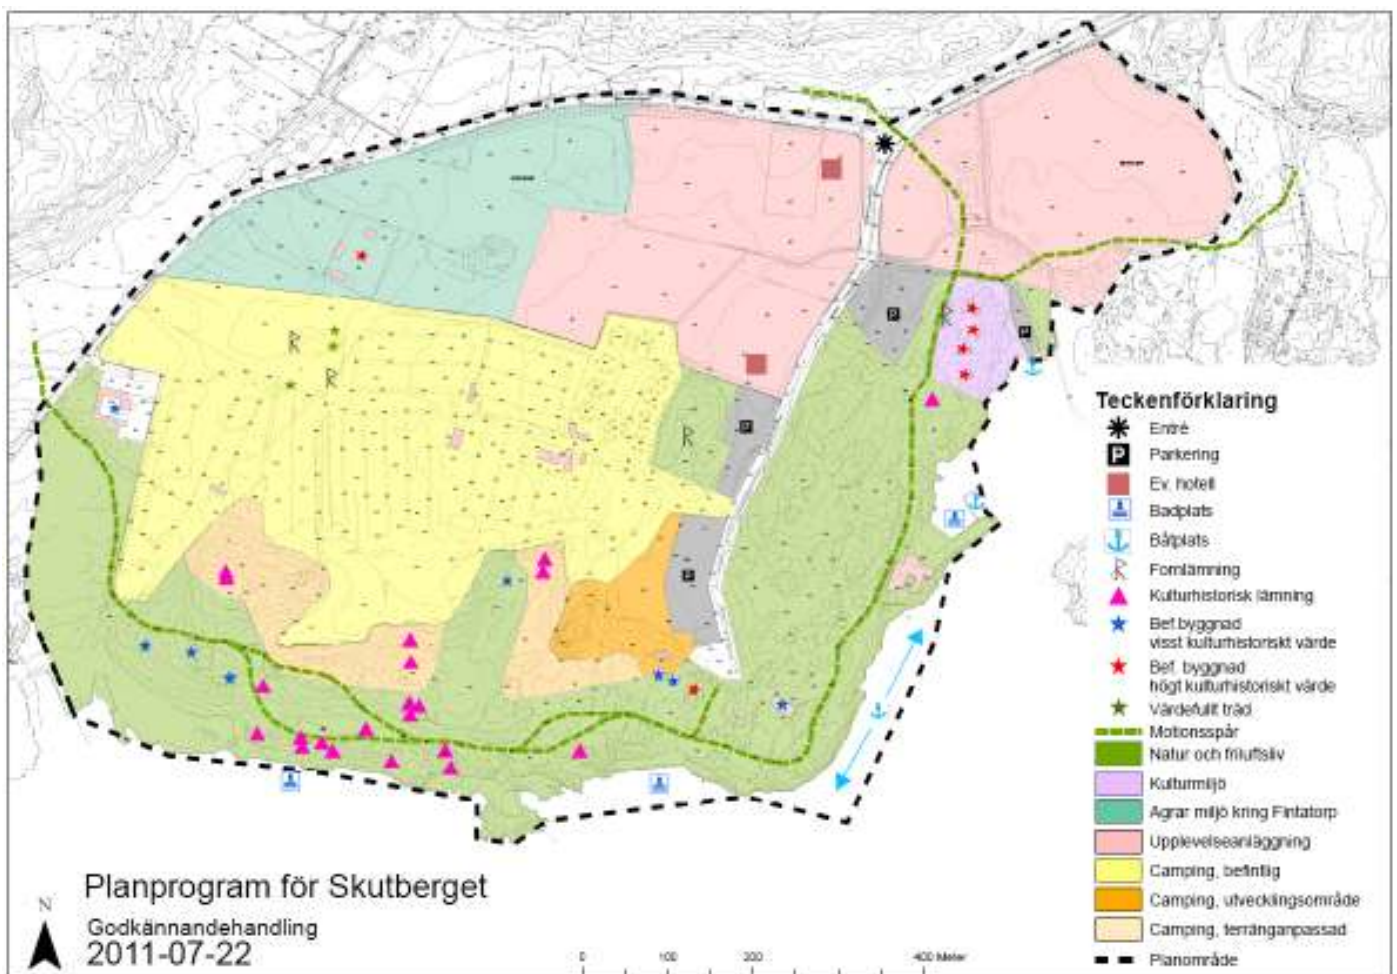 P
P
P
P
Teckenförklaring
Entré
P Parkering
Ev. hotell
Badplats
Båtplats
Fornlämning
Kulturhistorisk lämning
Bef.byggnad
visst kulturhistoriskt värde
Bef. byggnad
högt kulturhistoriskt värde
Värdefullt träd
Motionsspår
Natur och friluftsliv
Kulturmiljö
Agrar miljö kring Fintatorp
Upplevelseanläggning
Camping, befintlig
Camping, utvecklingsområde
Camping, terränganpassad
Planområde
Planprogram för Skutberget
N
Godkännandehandling
2011-07-22
0 100 200 400 Meter